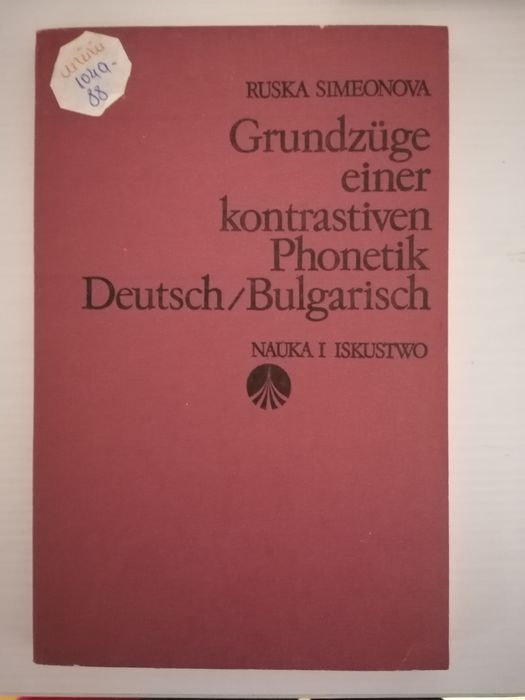 1049-
88
RUSKA SIMEONOVA
Grundzüge
einer
kontrastiven
Phonetik
Deutsch/Bulgarisch
NAUKA I ISKUSTWO